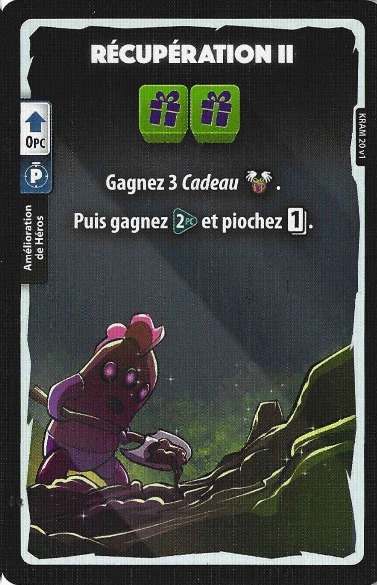 RÉCUPÉRATION II
0PC
P
Amélioration
de Héros
KRAM 20 v1
Gagnez 3 Cadeau .
Puis gagnez 2PC et piochez 1.